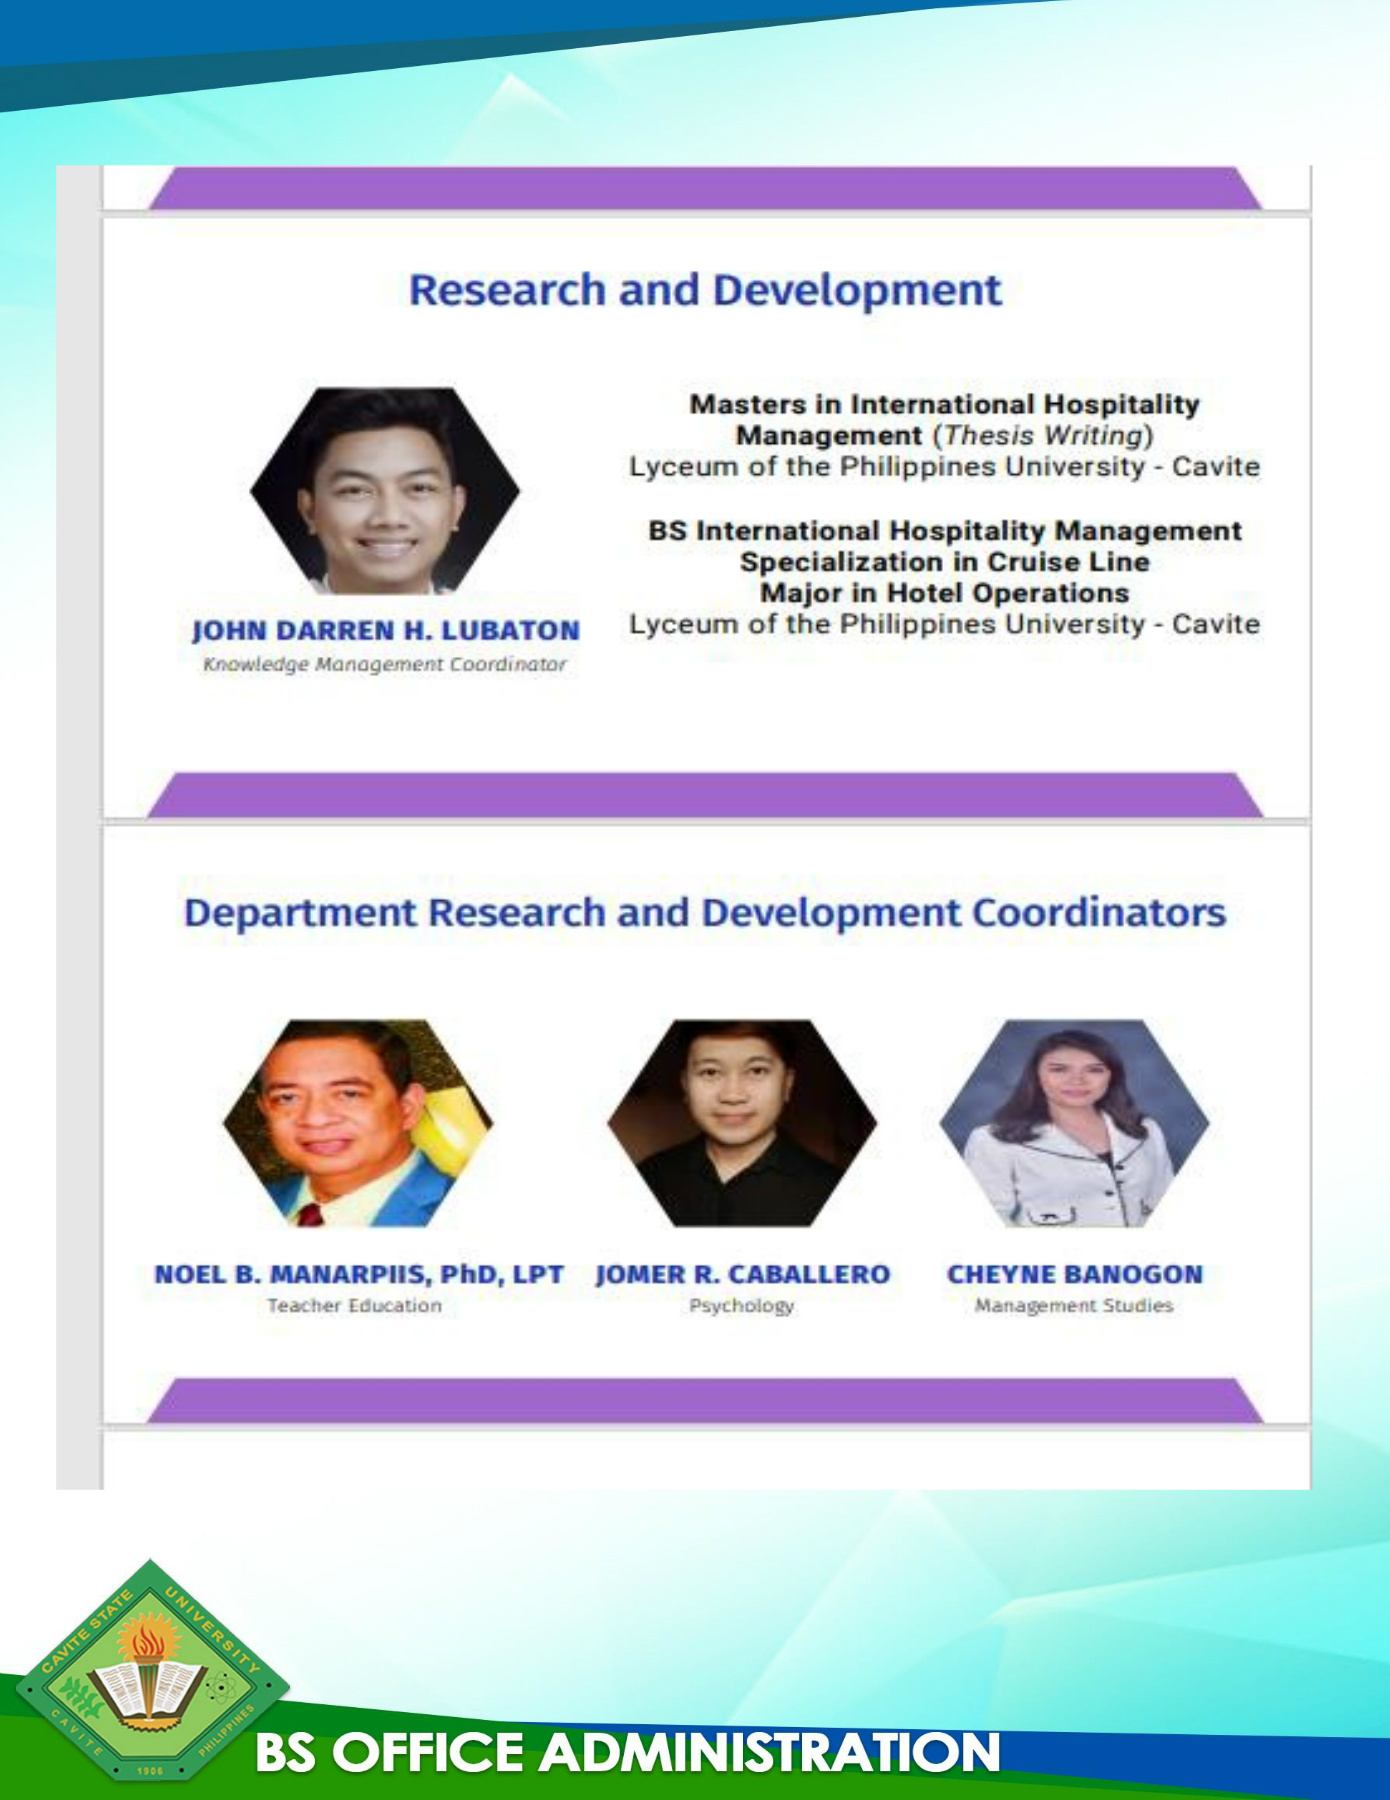 Research and Development
Masters in International Hospitality
Management (Thesis Writing)
Lyceum of the Philippines University - Cavite
BS International Hospitality Management
Specialization in Cruise Line
Major in Hotel Operations
Lyceum of the Philippines University - Cavite
JOHN DARREN H. LUBATON
Knowledge Management Coordinator
Department Research and Development Coordinators
NOEL B. MANARPIIS, PhD, LPT
Teacher Education
JOMER R. CABALLERO
Psychology
CHEYNE BANOGON
Management Studies
CAVITE STATE UNIVERSITY
CAVITE PHILIPPINES
1906
BS OFFICE ADMINISTRATION